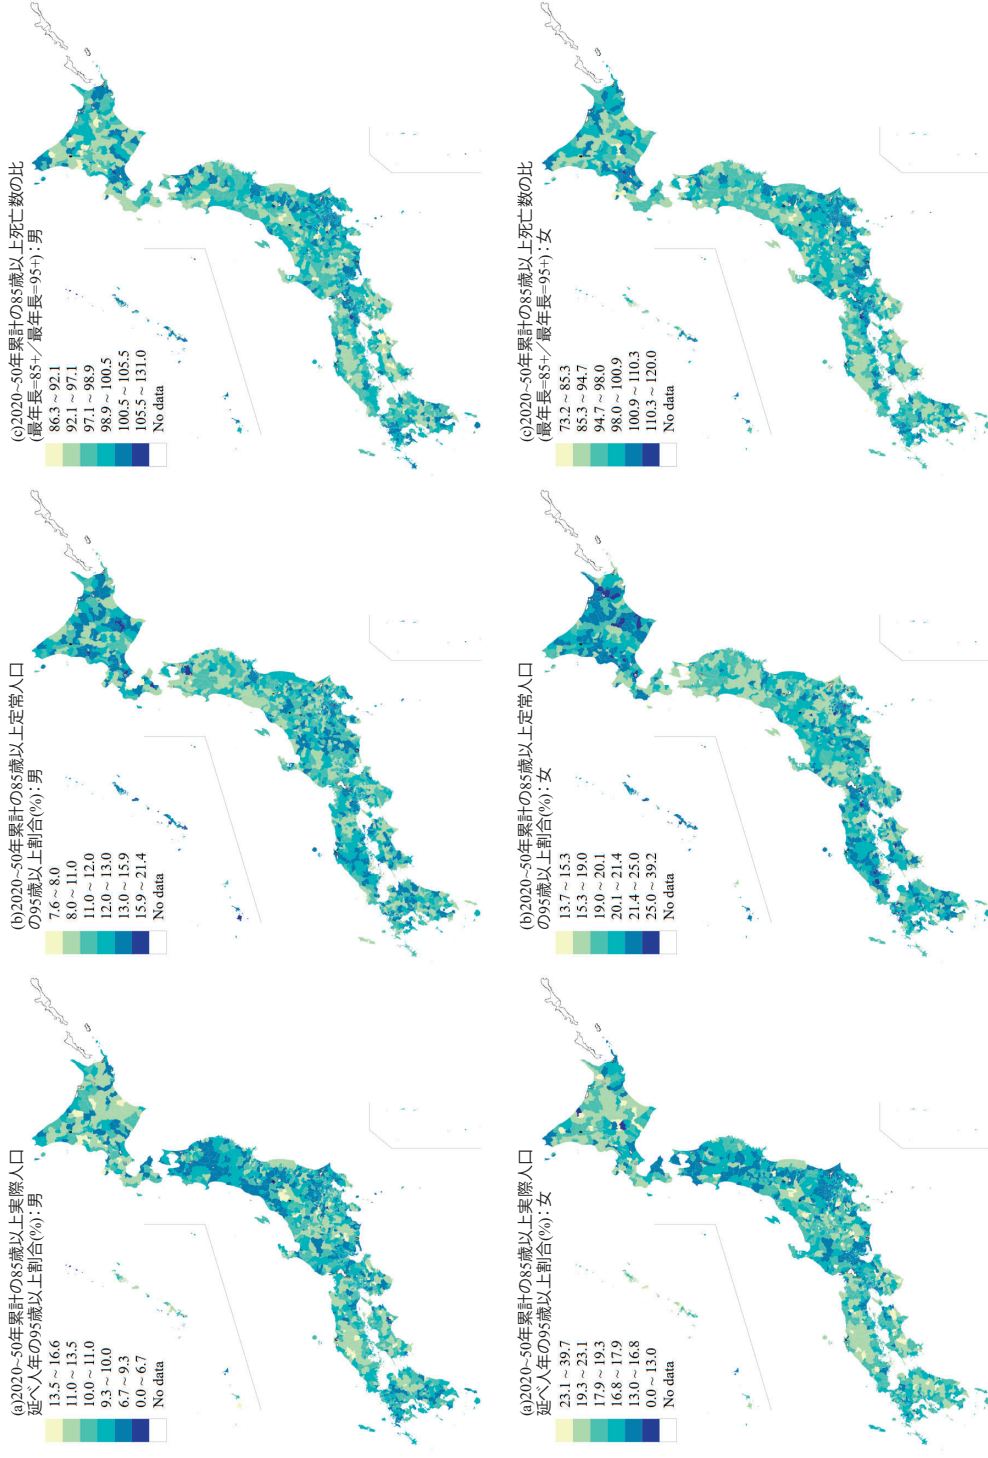 (a)2020~50年累計の85歳以上実際人口
延べ人年の95歳以上割合(%)：男
13.5 ~ 16.6
11.0 ~ 13.5
10.0 ~ 11.0
9.3 ~ 10.0
6.7 ~ 9.3
0.0 ~ 6.7
No data
(b)2020~50年累計の85歳以上定常人口
の95歳以上割合(%)：男
7.6 ~ 8.0
8.0 ~ 11.0
11.0 ~ 12.0
12.0 ~ 13.0
13.0 ~ 15.9
15.9 ~ 21.4
No data
(c)2020~50年累計の85歳以上死亡数の比
(最年長=85+／最年長=95+)：男
86.3 ~ 92.1
92.1 ~ 97.1
97.1 ~ 98.9
98.9 ~ 100.5
100.5 ~ 105.5
105.5 ~ 131.0
No data
(a)2020~50年累計の85歳以上実際人口
延べ人年の95歳以上割合(%)：女
23.1 ~ 39.7
19.3 ~ 23.1
17.9 ~ 19.3
16.8 ~ 17.9
13.0 ~ 16.8
0.0 ~ 13.0
No data
(b)2020~50年累計の85歳以上定常人口
の95歳以上割合(%)：女
13.7 ~ 15.3
15.3 ~ 19.0
19.0 ~ 20.1
20.1 ~ 21.4
21.4 ~ 25.0
25.0 ~ 39.2
No data
(c)2020~50年累計の85歳以上死亡数の比
(最年長=85+／最年長=95+)：女
73.2 ~ 85.3
85.3 ~ 94.7
94.7 ~ 98.0
98.0 ~ 100.9
100.9 ~ 110.3
110.3 ~ 120.0
No data